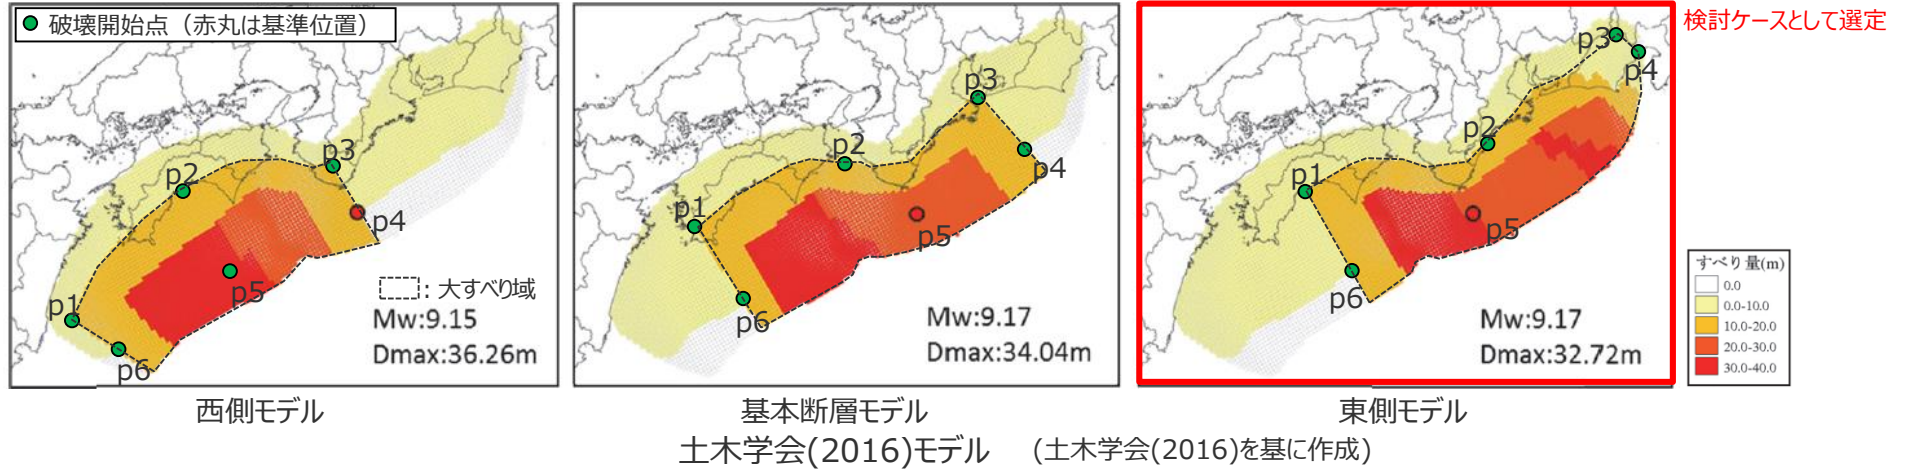 破壊開始点（赤丸は基準位置）
p1
p2
p3
p4
p5
p6
：大すべり域
Mw:9.15
Dmax:36.26m
西側モデル
p1
p2
p3
p4
p5
p6
Mw:9.17
Dmax:34.04m
基本断層モデル
p1
p2
p3
p4
p5
p6
Mw:9.17
Dmax:32.72m
東側モデル
検討ケースとして選定
すべり量(m)
0.0
0.0-10.0
10.0-20.0
20.0-30.0
30.0-40.0
土木学会(2016)モデル　(土木学会(2016)を基に作成)